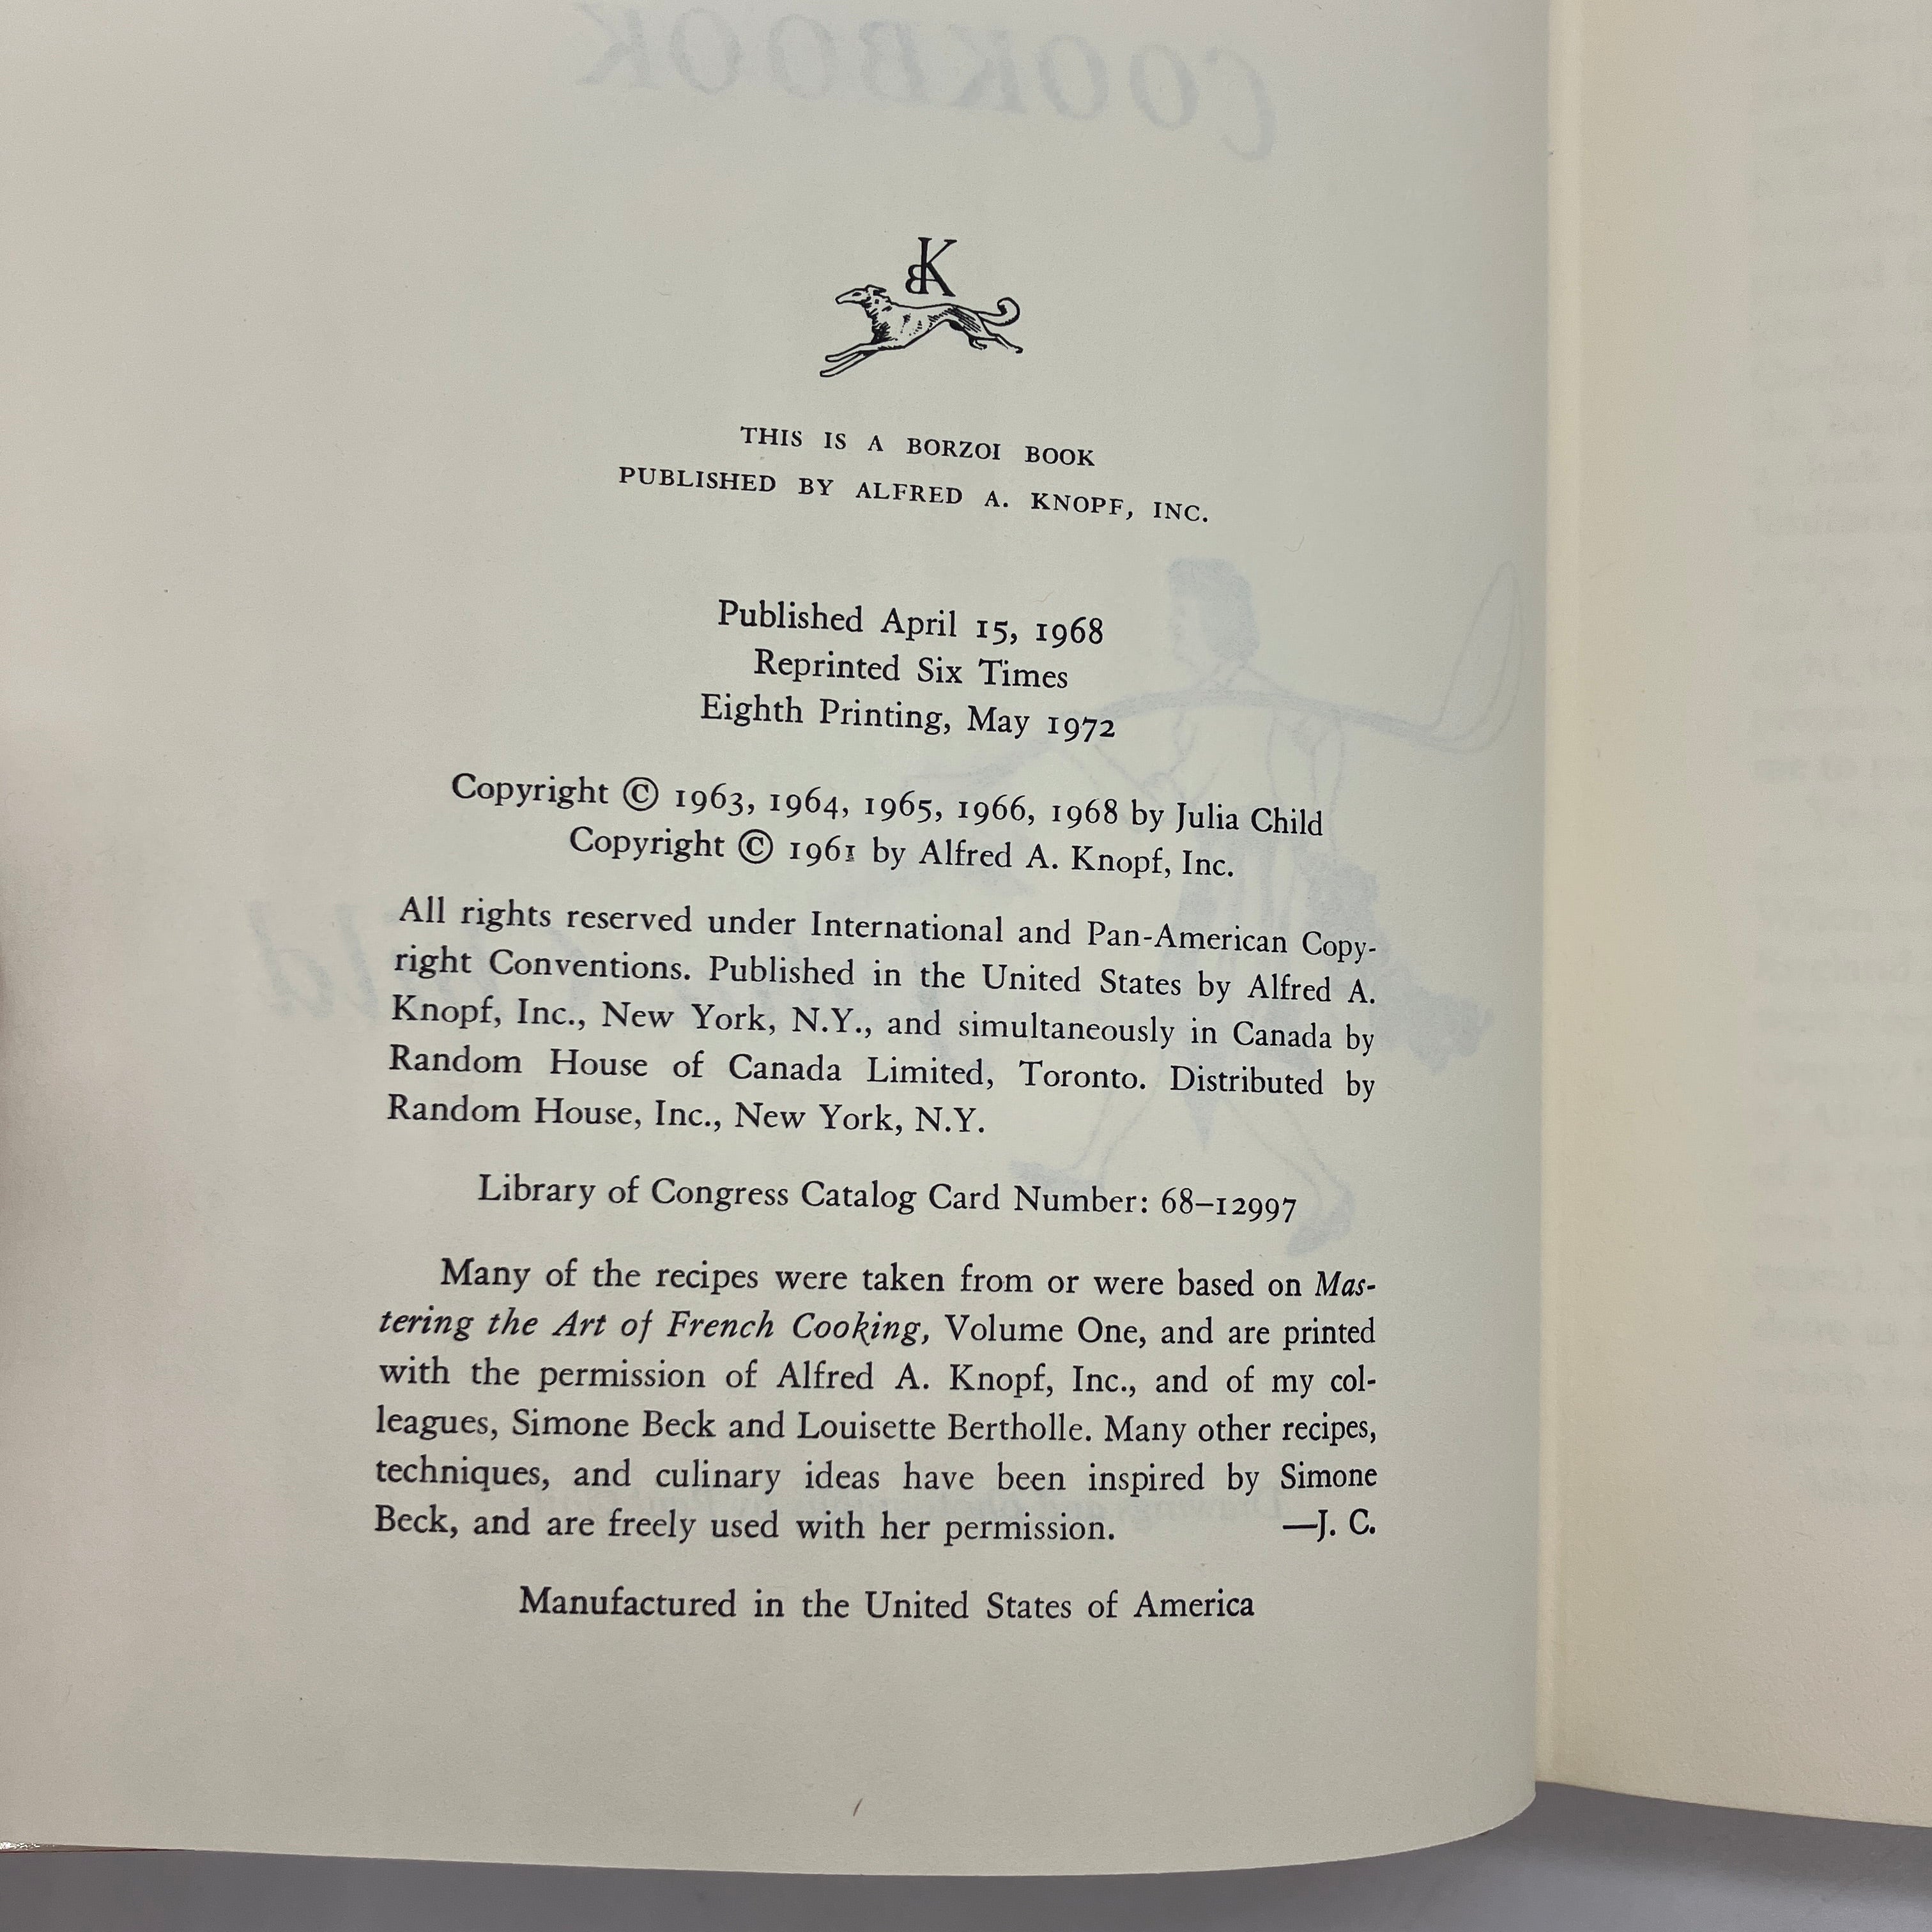 COOKBOOK
BK
THIS IS A BORZOI BOOK
PUBLISHED BY ALFRED A. KNOPF, INC.
Published April 15, 1968
Reprinted Six Times
Eighth Printing, May 1972
Copyright © 1963, 1964, 1965, 1966, 1968 by Julia Child
Copyright © 1961 by Alfred A. Knopf, Inc.
All rights reserved under International and Pan-American Copy-
right Conventions. Published in the United States by Alfred A.
Knopf, Inc., New York, N.Y., and simultaneously in Canada by
Random House of Canada Limited, Toronto. Distributed by
Random House, Inc., New York, N.Y.
Library of Congress Catalog Card Number: 68–12997
Many of the recipes were taken from or were based on Mas-
tering the Art of French Cooking, Volume One, and are printed
with the permission of Alfred A. Knopf, Inc., and of my col-
leagues, Simone Beck and Louisette Bertholle. Many other recipes,
techniques, and culinary ideas have been inspired by Simone
Beck, and are freely used with her permission. —J. C.
Manufactured in the United States of America